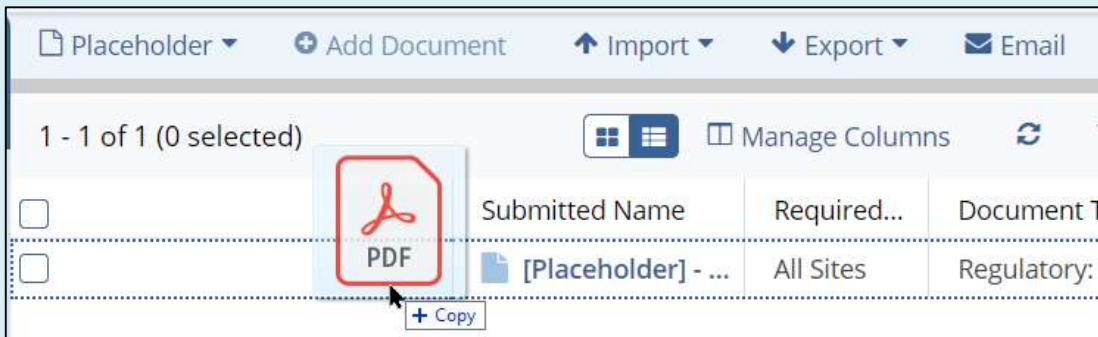 Placeholder Add Document Import Export Email
1 - 1 of 1 (0 selected) Manage Columns
Submitted Name Required... Document T
PDF
[Placeholder] - ... All Sites Regulatory:
+ Copy